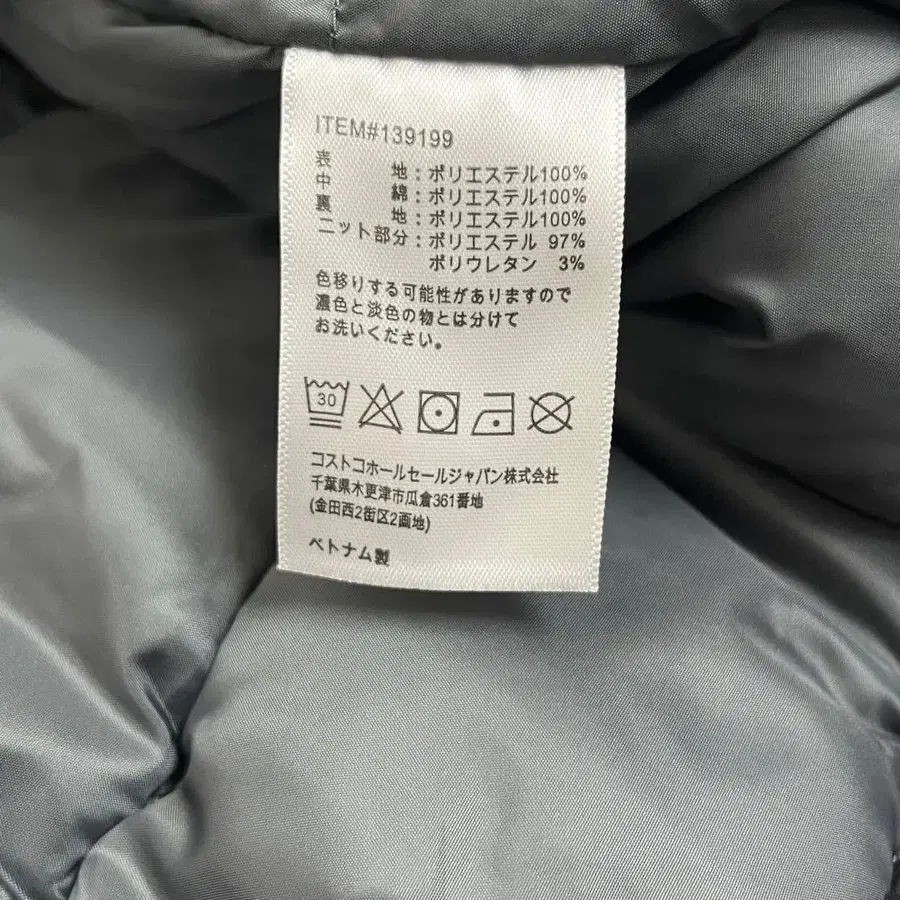 ITEM#139199
表 地：ポリエステル100%
中 綿：ポリエステル100%
裏 地：ポリエステル100%
ニット部分：ポリエステル 97%
ポリウレタン 3%
色移りする可能性がありますので
濃色と淡色の物とは分けて
お洗いください。
30
コストコホールセールジャパン株式会社
千葉県木更津市瓜倉361番地
(金田西2街区2画地)
ベトナム製